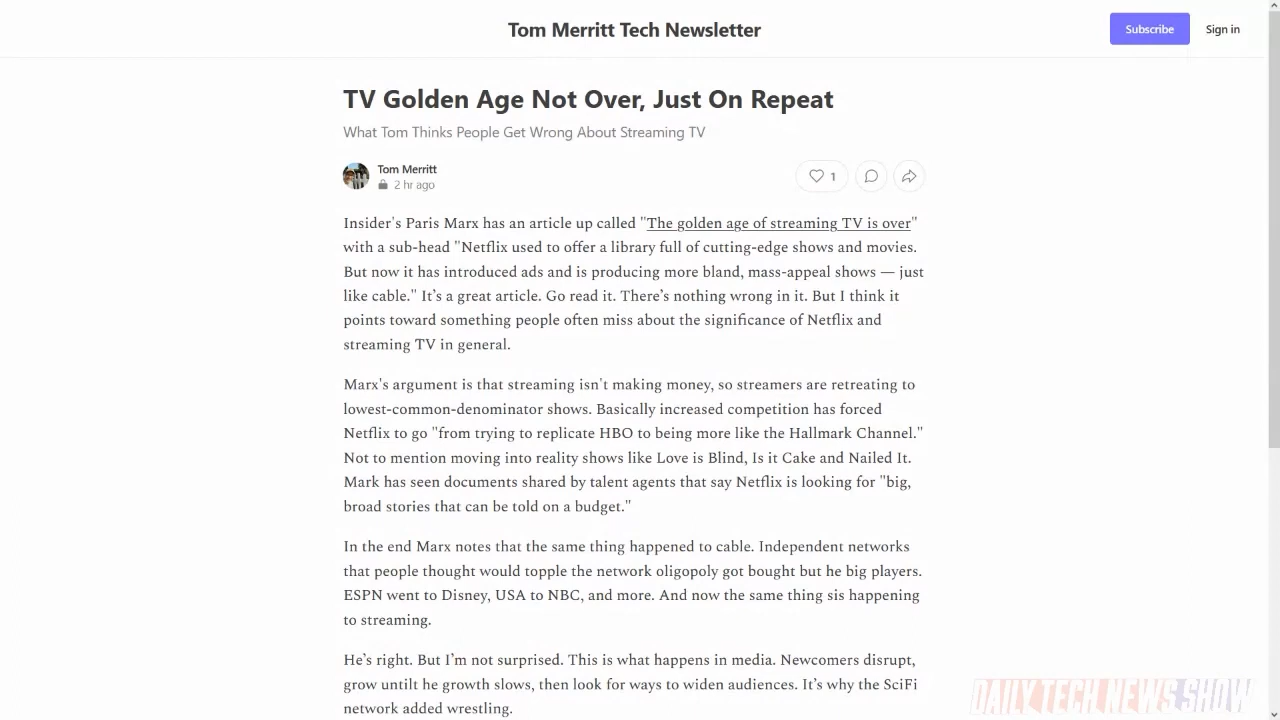 Tom Merritt Tech Newsletter
Subscribe
Sign in
TV Golden Age Not Over, Just On Repeat
What Tom Thinks People Get Wrong About Streaming TV
Tom Merritt
2 hr ago
1
Insider's Paris Marx has an article up called "The golden age of streaming TV is over"
with a sub-head "Netflix used to offer a library full of cutting-edge shows and movies.
But now it has introduced ads and is producing more bland, mass-appeal shows — just
like cable." It’s a great article. Go read it. There’s nothing wrong in it. But I think it
points toward something people often miss about the significance of Netflix and
streaming TV in general.
Marx's argument is that streaming isn't making money, so streamers are retreating to
lowest-common-denominator shows. Basically increased competition has forced
Netflix to go "from trying to replicate HBO to being more like the Hallmark Channel."
Not to mention moving into reality shows like Love is Blind, Is it Cake and Nailed It.
Mark has seen documents shared by talent agents that say Netflix is looking for "big,
broad stories that can be told on a budget."
In the end Marx notes that the same thing happened to cable. Independent networks
that people thought would topple the network oligopoly got bought but he big players.
ESPN went to Disney, USA to NBC, and more. And now the same thing sis happening
to streaming.
He’s right. But I’m not surprised. This is what happens in media. Newcomers disrupt,
grow untilt he growth slows, then look for ways to widen audiences. It’s why the SciFi
network added wrestling.
DAILY TECH NEWS SHOW